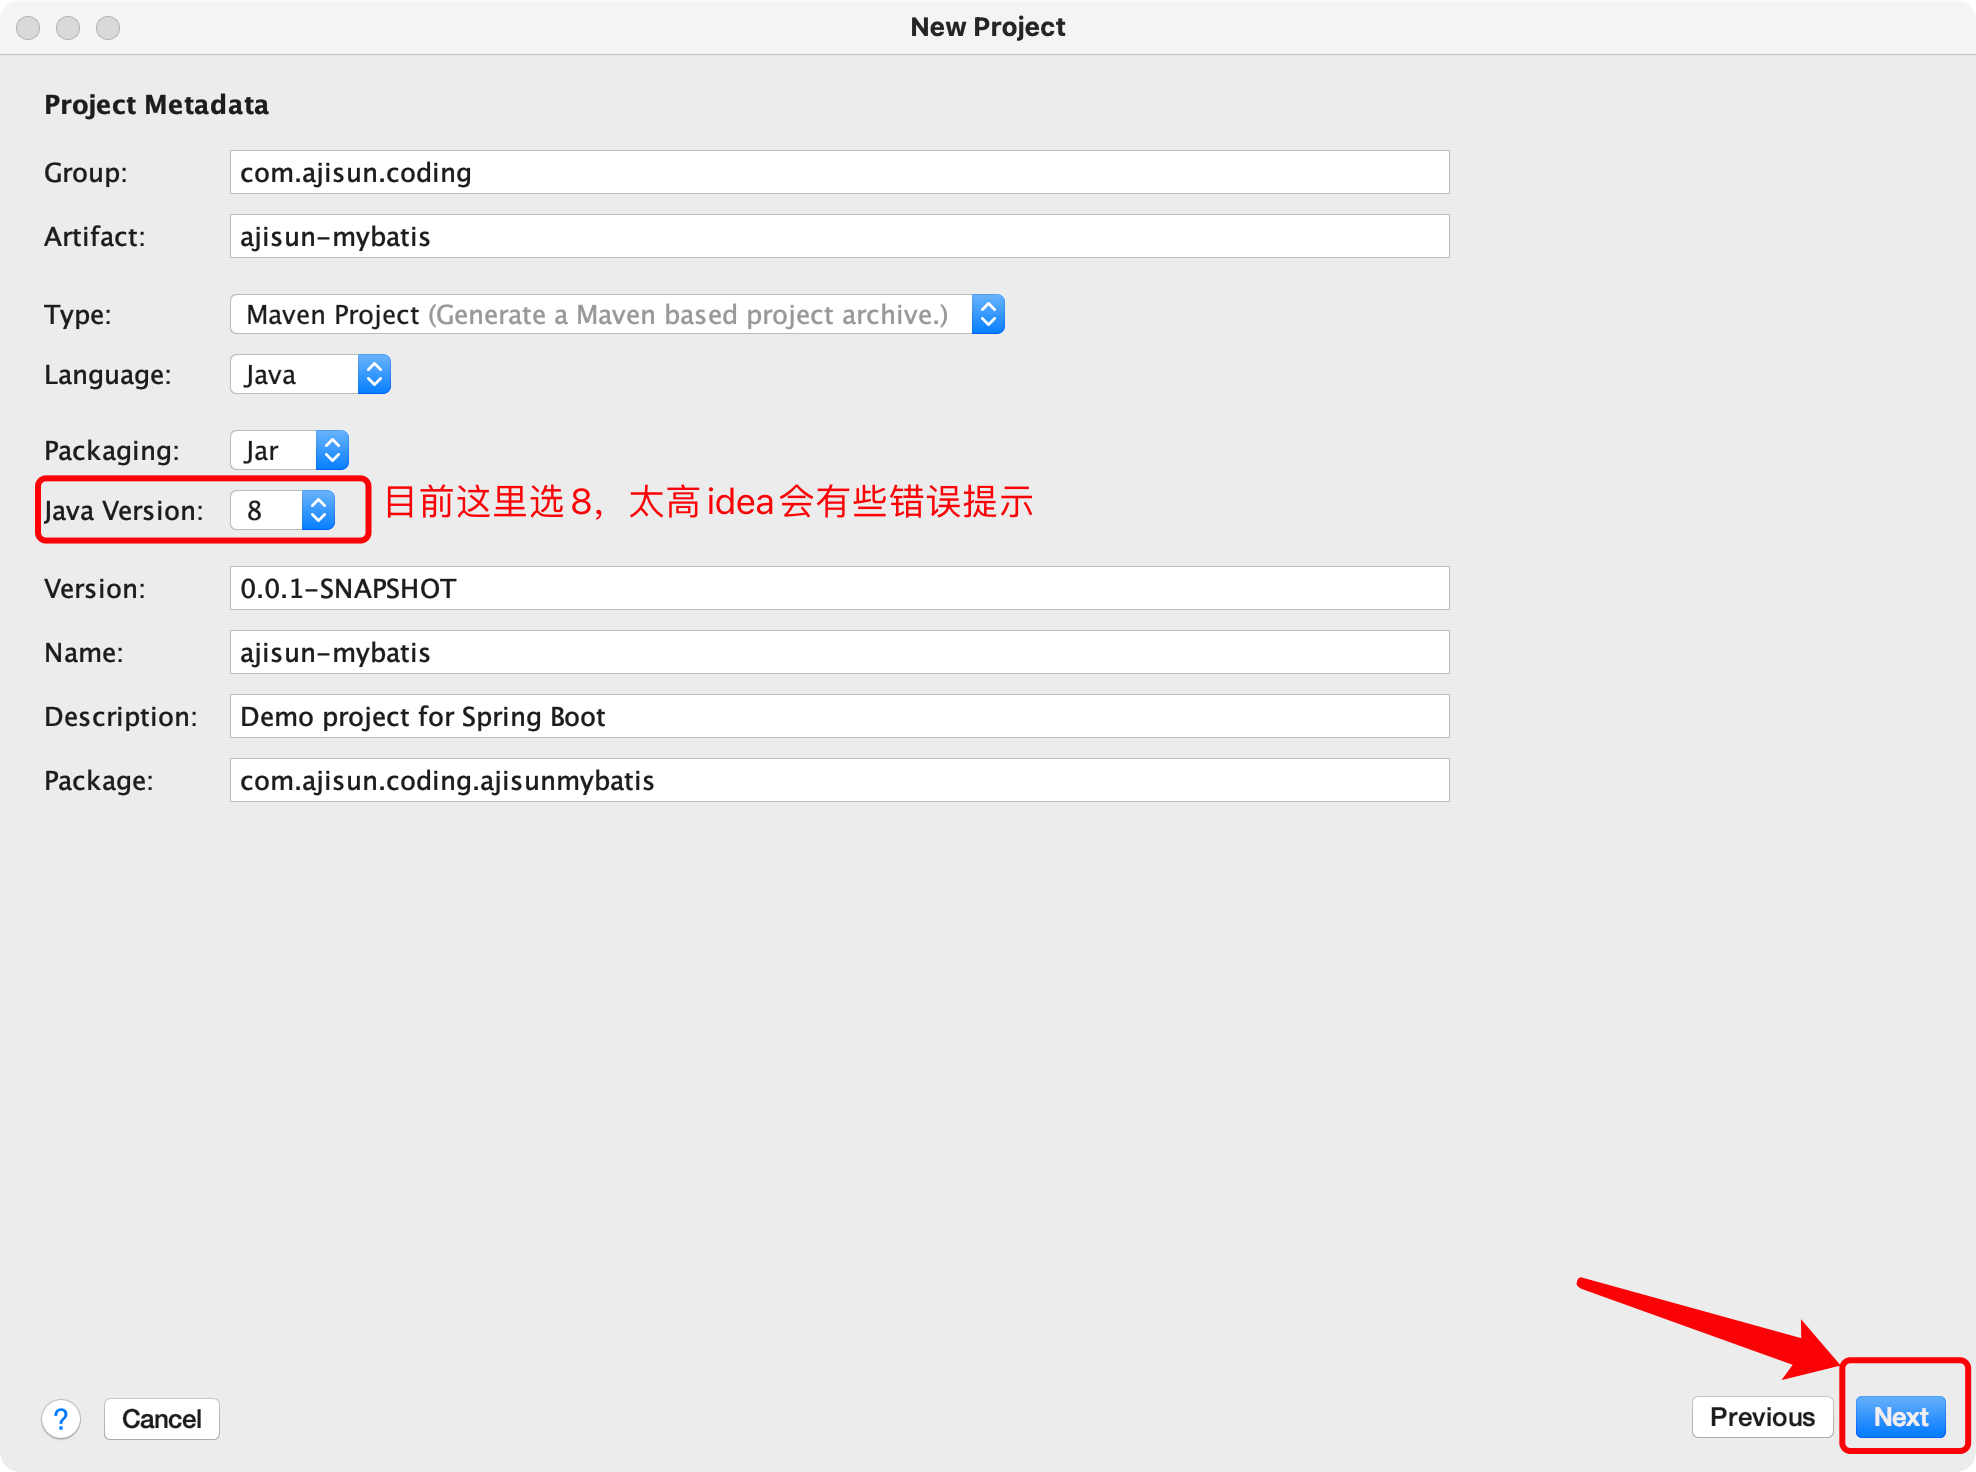 New Project
Project Metadata
Group: com.ajisun.coding
Artifact: ajisun-mybatis
Type: Maven Project (Generate a Maven based project archive.)
Language: Java
Packaging: Jar
Java Version: 8 目前这里选8，太高idea会有些错误提示
Version: 0.0.1-SNAPSHOT
Name: ajisun-mybatis
Description: Demo project for Spring Boot
Package: com.ajisun.coding.ajisunmybatis
? Cancel Previous Next